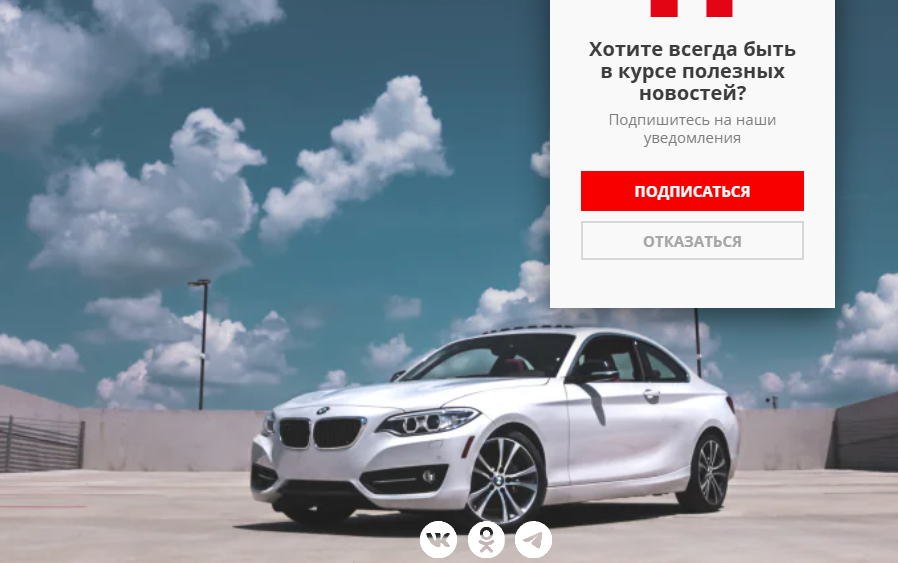 Хотите всегда быть
в курсе полезных
новостей?
Подпишитесь на наши
уведомления
ПОДПИСАТЬСЯ
ОТКАЗАТЬСЯ